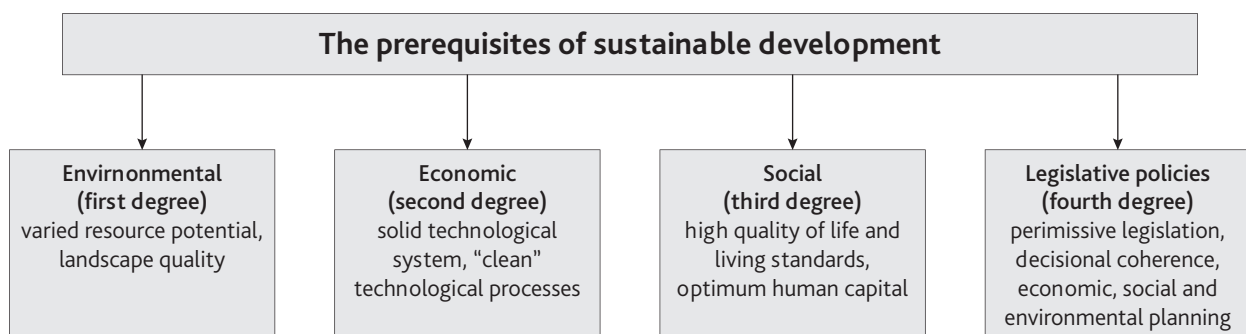 The prerequisites of sustainable development
Envirnonmental
(first degree)
varied resource potential,
landscape quality
Economic
(second degree)
solid technological
system, “clean”
technological processes
Social
(third degree)
high quality of life and
living standards,
optimum human capital
Legislative policies
(fourth degree)
perimissive legislation,
decisional coherence,
economic, social and
environmental planning